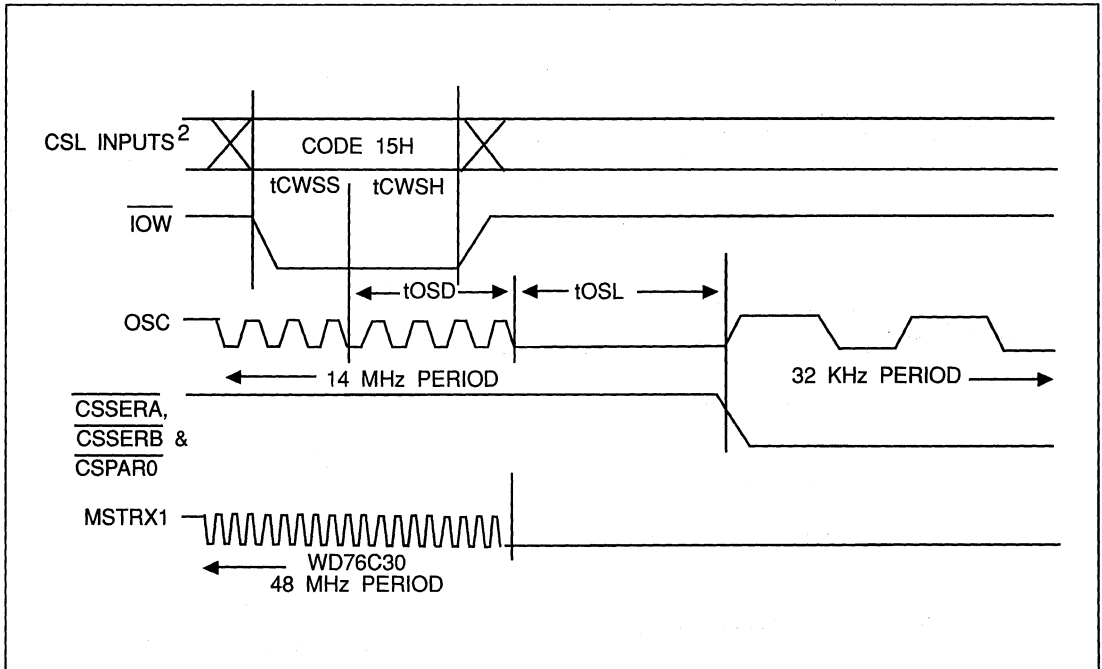 CSL INPUTS2
CODE 15H
tCWSS tCWSH
IOW
tOSD tOSL
OSC
14 MHz PERIOD
32 KHz PERIOD
CSSERA,
CSSERB &
CSPAR0
MSTRX1
WD76C30
48 MHz PERIOD